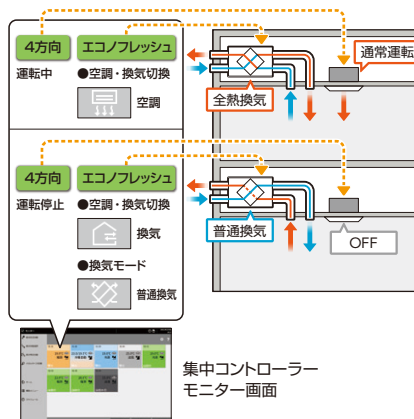 4方向 エコノフレッシュ
運転中 ●空調・換気切換
空調
全熱換気
通常運転
4方向 エコノフレッシュ
運転停止 ●空調・換気切換
換気
●換気モード
普通換気
普通換気
OFF
集中コントローラー
モニター画面